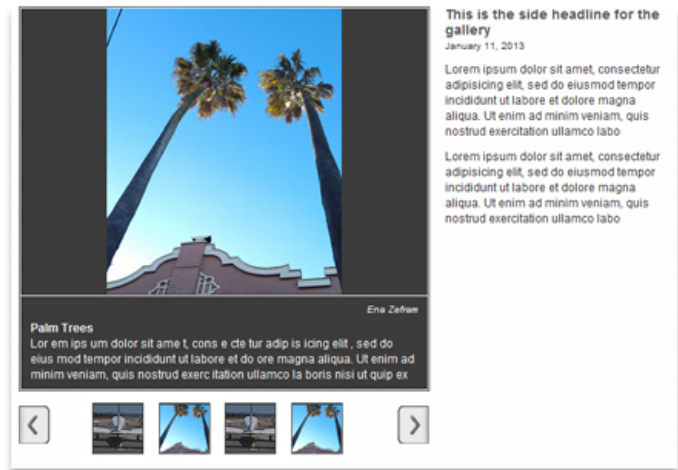 This is the side headline for the
gallery
January 11, 2013
Lorem ipsum dolor sit amet, consectetur
adipisicing elit, sed do eiusmod tempor
incididunt ut labore et dolore magna
aliqua. Ut enim ad minim veniam, quis
nostrud exercitation ullamco labo
Lorem ipsum dolor sit amet, consectetur
adipisicing elit, sed do eiusmod tempor
incididunt ut labore et dolore magna
aliqua. Ut enim ad minim veniam, quis
nostrud exercitation ullamco labo
Ena Zefram
Palm Trees
Lor em ips um dolor sit ame t, cons e cte tur adip is icing elit , sed do
eius mod tempor incididunt ut labore et do ore magna aliqua. Ut enim ad
minim veniam, quis nostrud exerc itation ullamco la boris nisi ut quip ex